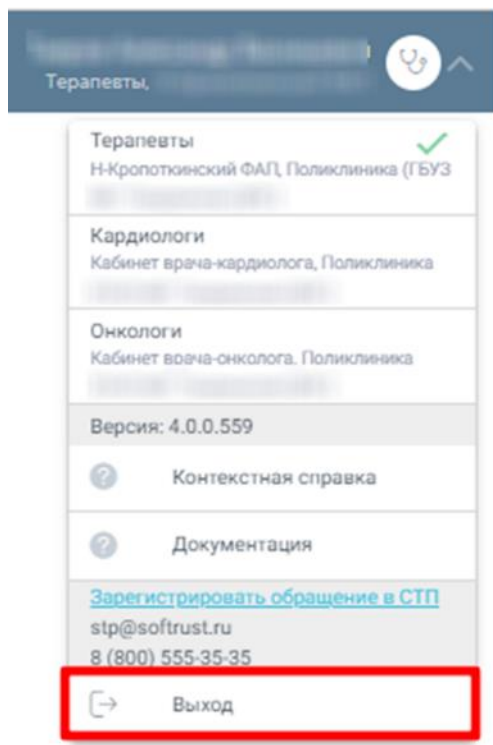 Терапевты,
Терапевты
Н-Кропоткинский ФАП, Поликлиника (ГБУЗ
Кардиологи
Кабинет врача-кардиолога, Поликлиника
Онкологи
Кабинет врача-онколога. Поликлиника
Версия: 4.0.0.559
Контекстная справка
Документация
Зарегистрировать обращение в СТП
stp@softrust.ru
8 (800) 555-35-35
Выход